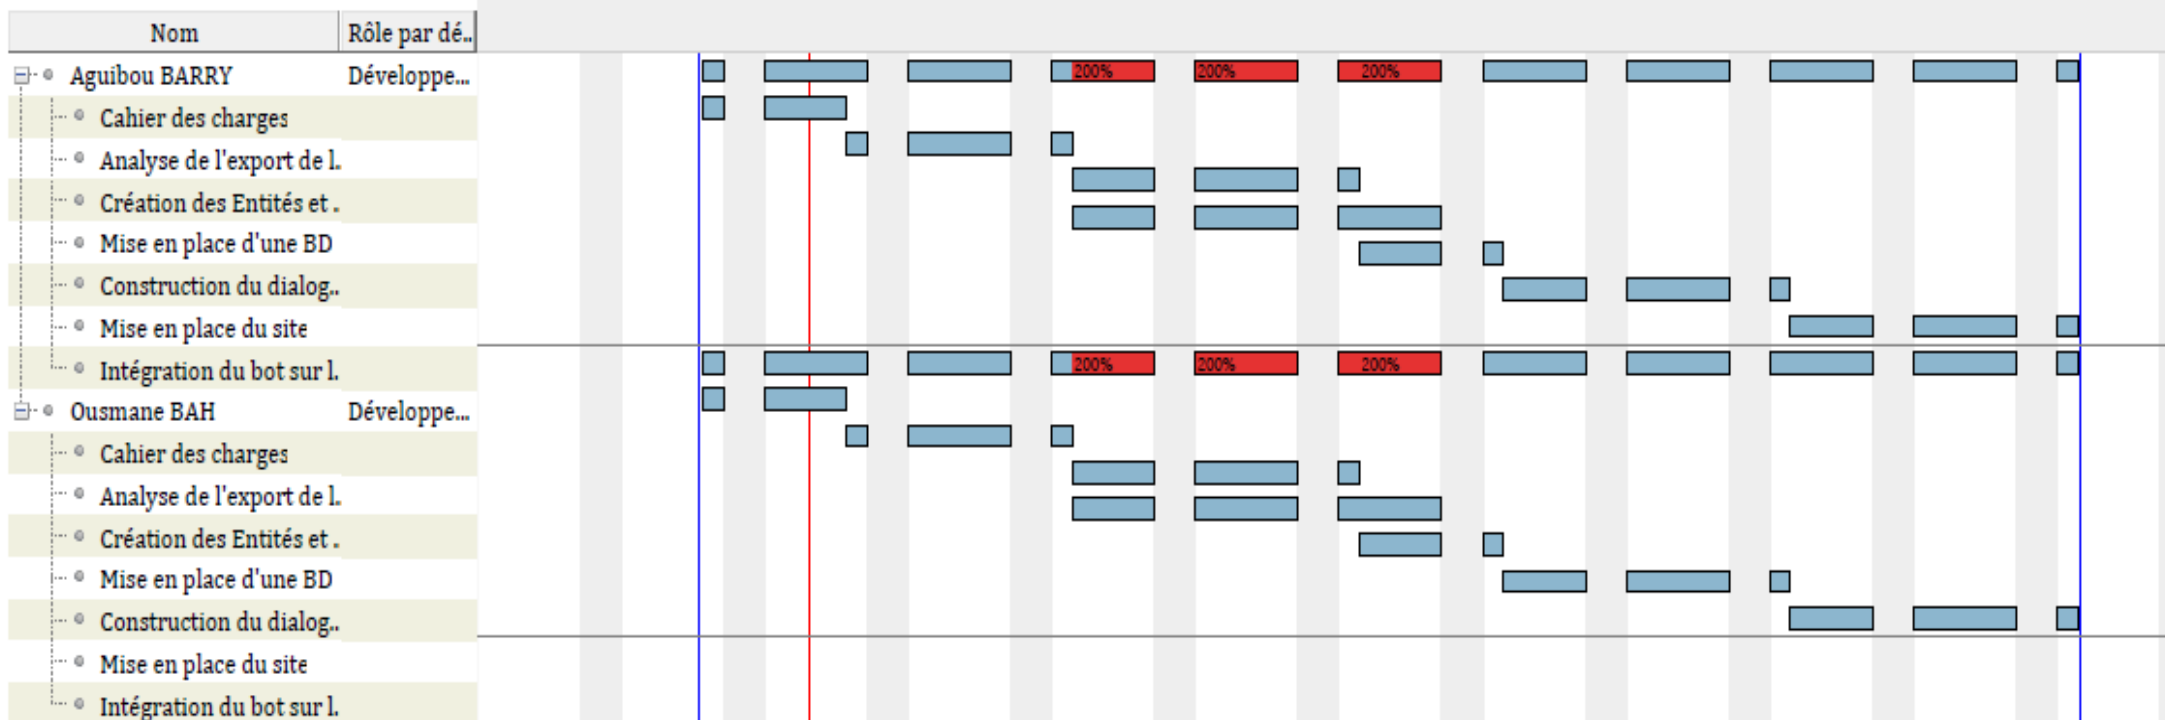 Nom Rôle par dé..
Aguibou BARRY Développe... 200% 200% 200%
Cahier des charges
Analyse de l'export de l.
Création des Entités et .
Mise en place d'une BD
Construction du dialog..
Mise en place du site
Intégration du bot sur l. 200% 200% 200%
Ousmane BAH Développe...
Cahier des charges
Analyse de l'export de l.
Création des Entités et .
Mise en place d'une BD
Construction du dialog..
Mise en place du site
Intégration du bot sur l.